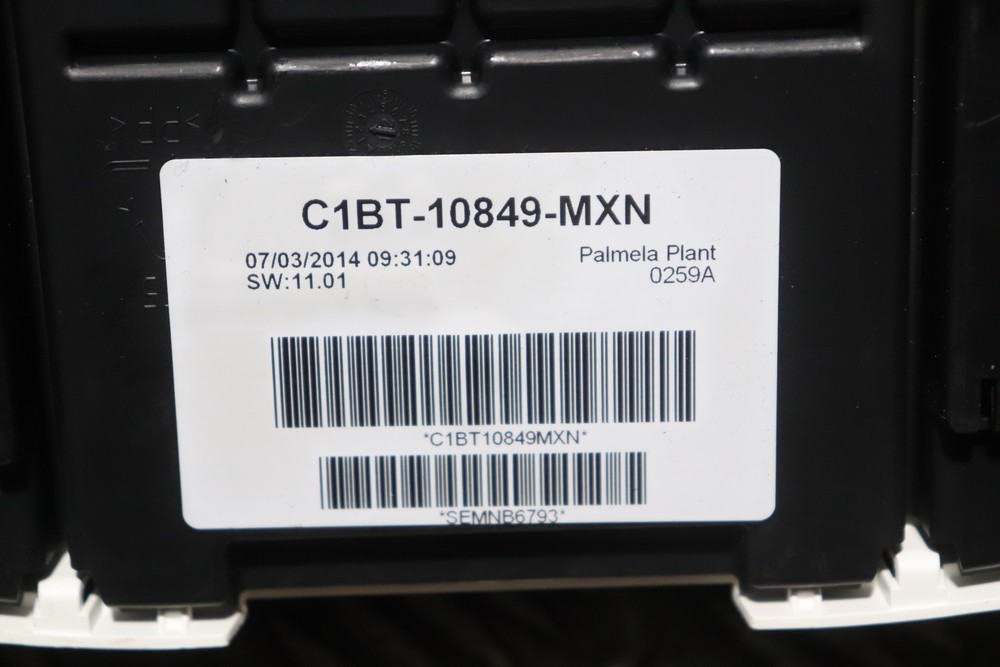 C1BT-10849-MXN
07/03/2014 09:31:09
Palmela Plant
SW:11.01
0259A
*C1BT10849MXN*
*SEMNB6793*